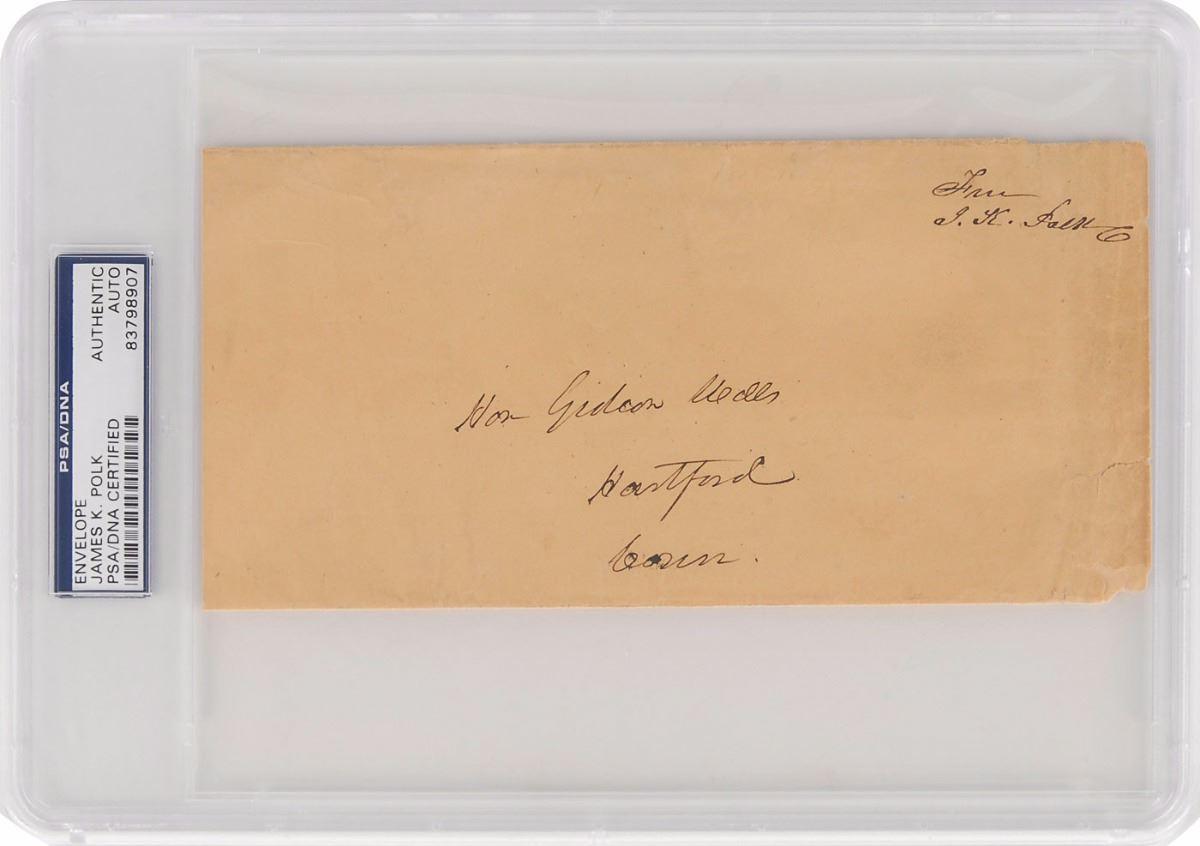 PSA/DNA
ENVELOPE
JAMES K. POLK
PSA/DNA CERTIFIED
AUTHENTIC
AUTO
83798907
Free
J. K. Polk
Hon Gideon Welles
Hartford
Conn.